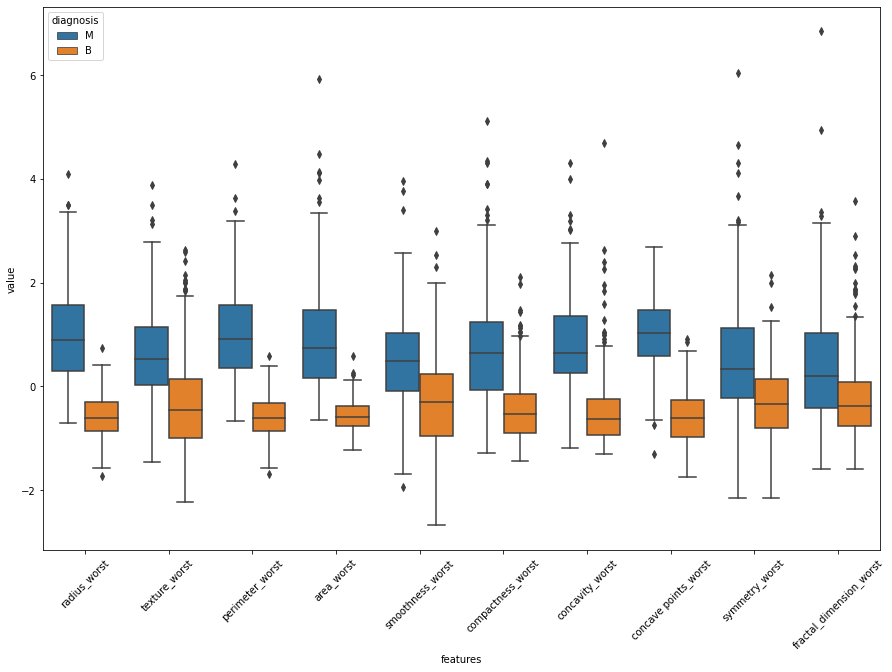 diagnosis
M
B
value
6
4
2
0
−2
radius_worst
texture_worst
perimeter_worst
area_worst
smoothness_worst
compactness_worst
concavity_worst
concave points_worst
symmetry_worst
fractal_dimension_worst
features